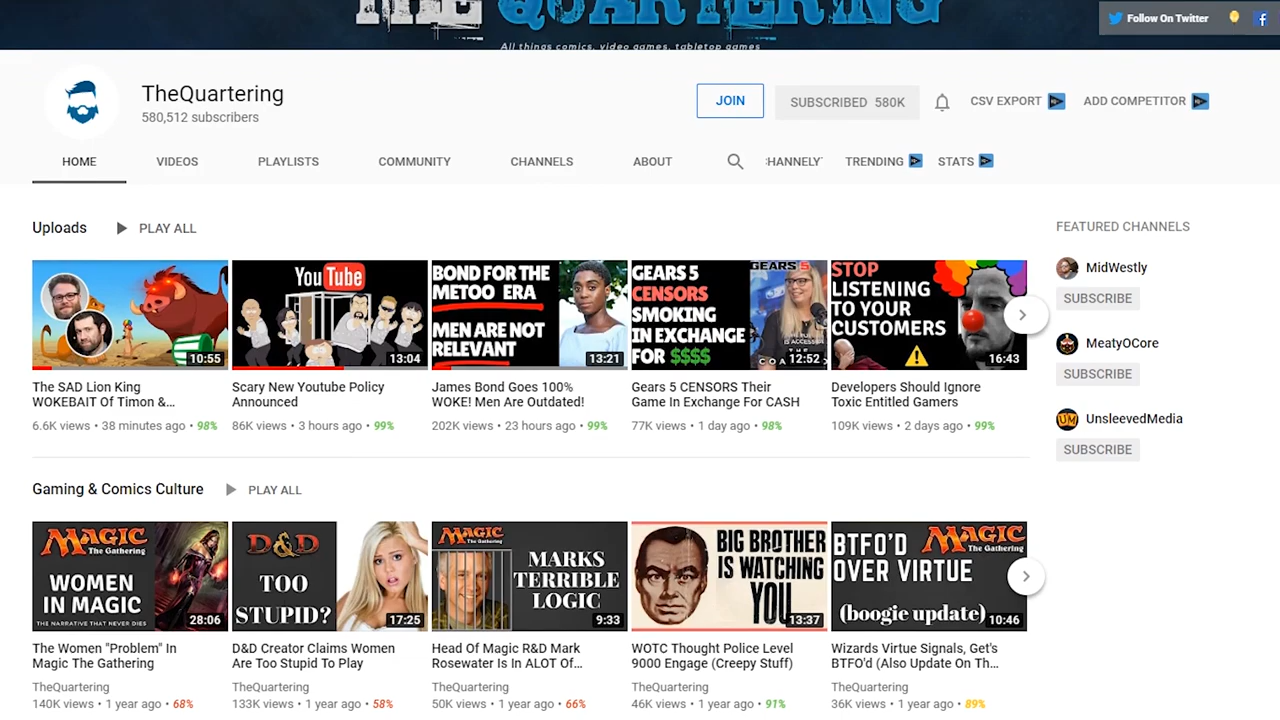 THE QUARTERING
All things comics, video games, tabletop games
Follow On Twitter
TheQuartering
580,512 subscribers
JOIN
SUBSCRIBED 580K
CSV EXPORT
ADD COMPETITOR
HOME
VIDEOS
PLAYLISTS
COMMUNITY
CHANNELS
ABOUT
HANNELY
TRENDING
STATS
Uploads
PLAY ALL
10:55
The SAD Lion King
WOKEBAIT Of Timon &...
6.6K views • 38 minutes ago • 98%
YouTube
13:04
Scary New Youtube Policy
Announced
86K views • 3 hours ago • 99%
BOND FOR THE
METOO ERA
MEN ARE NOT
RELEVANT
13:21
James Bond Goes 100%
WOKE! Men Are Outdated!
202K views • 23 hours ago • 99%
GEARS 5
CENSORS
SMOKING
IN EXCHANGE
FOR $$$$
GEARS 5
12:52
Gears 5 CENSORS Their
Game In Exchange For CASH
77K views • 1 day ago • 98%
STOP
LISTENING
TO YOUR
CUSTOMERS
16:43
Developers Should Ignore
Toxic Entitled Gamers
109K views • 2 days ago • 99%
FEATURED CHANNELS
MidWestly
SUBSCRIBE
MeatyOCore
SUBSCRIBE
UnsleevedMedia
SUBSCRIBE
Gaming & Comics Culture
PLAY ALL
MAGIC
The Gathering
WOMEN
IN MAGIC
THE NARRATIVE THAT NEVER DIES
28:06
The Women "Problem" In
Magic The Gathering
TheQuartering
140K views • 1 year ago • 68%
D&D
TOO
STUPID?
17:25
D&D Creator Claims Women
Are Too Stupid To Play
TheQuartering
133K views • 1 year ago • 58%
MAGIC
The Gathering
MARKS
TERRIBLE
LOGIC
9:33
Head Of Magic R&D Mark
Rosewater Is In ALOT Of...
TheQuartering
50K views • 1 year ago • 66%
BIG BROTHER
IS WATCHING
YOU
13:37
WOTC Thought Police Level
9000 Engage (Creepy Stuff)
TheQuartering
46K views • 1 year ago • 91%
BTFO'D
OVER VIRTUE
MAGIC
The Gathering
(boogie update)
10:46
Wizards Virtue Signals, Get's
BTFO'd (Also Update On Th...
TheQuartering
36K views • 1 year ago • 89%